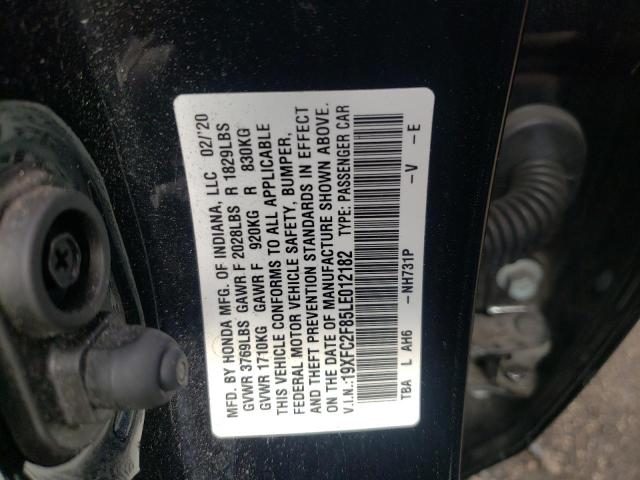 MFD. BY HONDA MFG. OF INDIANA, LLC 02/'20
GVWR 3769LBS GAWR F 2028LBS R 1829LBS
GVWR 1710KG GAWR F 920KG R 830KG
THIS VEHICLE CONFORMS TO ALL APPLICABLE
FEDERAL MOTOR VEHICLE SAFETY, BUMPER,
AND THEFT PREVENTION STANDARDS IN EFFECT
ON THE DATE OF MANUFACTURE SHOWN ABOVE.
V.I.N.:19XFC2F85LE012182 TYPE: PASSENGER CAR
TBA L AH6 -NH731P -V -E